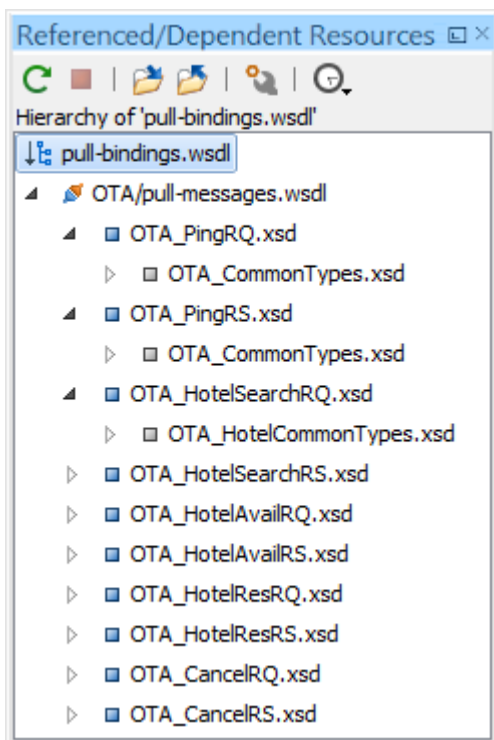 Referenced/Dependent Resources
Hierarchy of 'pull-bindings.wsdl'
pull-bindings.wsdl
OTA/pull-messages.wsdl
OTA_PingRQ.xsd
OTA_CommonTypes.xsd
OTA_PingRS.xsd
OTA_CommonTypes.xsd
OTA_HotelSearchRQ.xsd
OTA_HotelCommonTypes.xsd
OTA_HotelSearchRS.xsd
OTA_HotelAvailRQ.xsd
OTA_HotelAvailRS.xsd
OTA_HotelResRQ.xsd
OTA_HotelResRS.xsd
OTA_CancelRQ.xsd
OTA_CancelRS.xsd